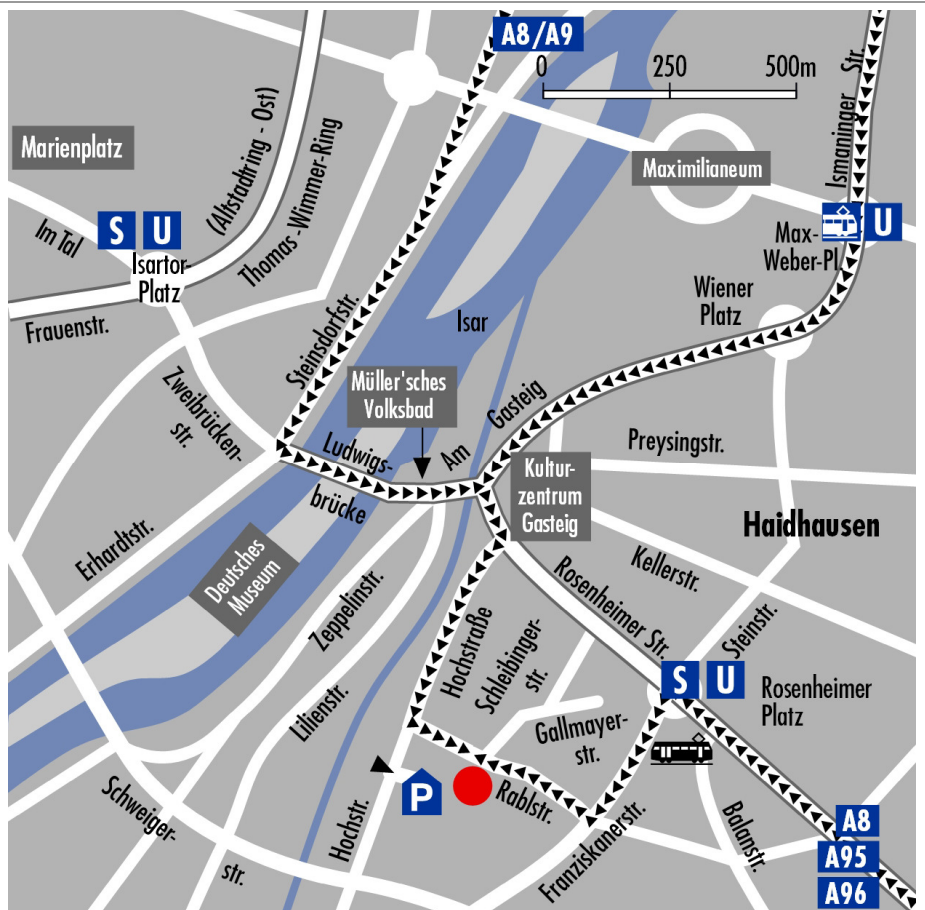 A8/A9
0 250 500m
Marienplatz
Maximilianeum
Ismaninger Str.
(Altstadtring - Ost)
Thomas -Wimmer-Ring
Im Tal
S U
Isartor-
Platz
U
Max-
Weber-Pl.
Frauenstr.
Steinsdorfstr.
Isar
Wiener
Platz
Müller'sches
Volksbad
Zweibrücken-
str.
Ludwigs-
brücke
Am Gasteig
Preysingstr.
Kultur-
zentrum
Gasteig
Haidhausen
Erhardtstr.
Deutsches
Museum
Zeppelinstr.
Kellerstr.
Rosenheimer Str.
Steinstr.
Hochstraße
Schleibinger-
str.
Lilienstr.
S U
Rosenheimer
Platz
Gallmayer-
str.
Schweiger-
str.
Hochstr.
P
Rablstr.
Franziskanerstr.
Balanstr.
A8
A95
A96